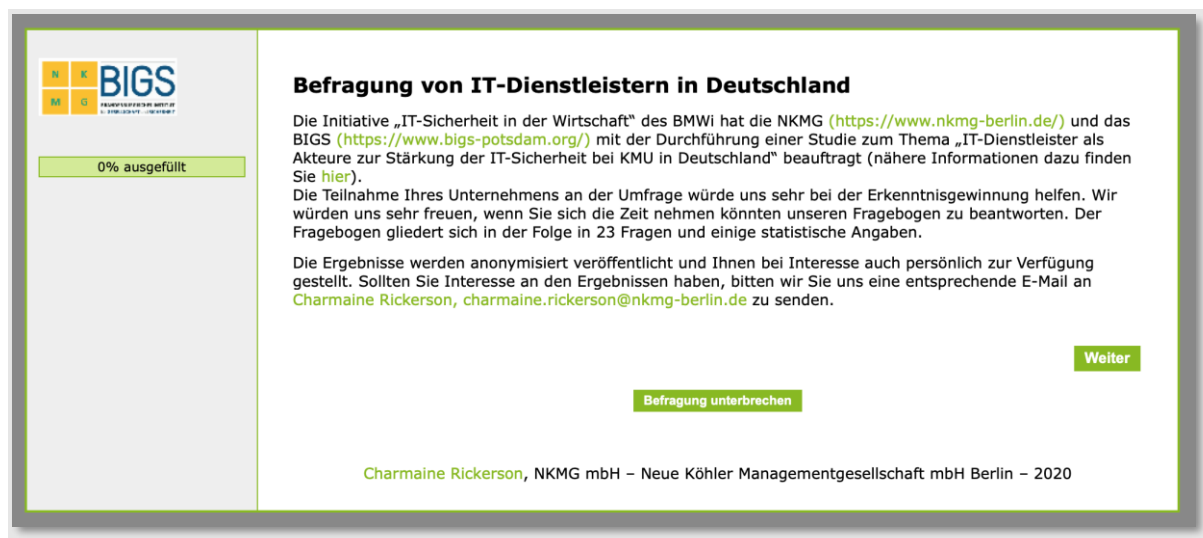 N K
M G
BIGS
0% ausgefüllt
Befragung von IT-Dienstleistern in Deutschland
Die Initiative „IT-Sicherheit in der Wirtschaft“ des BMWi hat die NKMG (https://www.nkmg-berlin.de/) und das
BIGS (https://www.bigs-potsdam.org/) mit der Durchführung einer Studie zum Thema „IT-Dienstleister als
Akteure zur Stärkung der IT-Sicherheit bei KMU in Deutschland“ beauftragt (nähere Informationen dazu finden
Sie hier).
Die Teilnahme Ihres Unternehmens an der Umfrage würde uns sehr bei der Erkenntnisgewinnung helfen. Wir
würden uns sehr freuen, wenn Sie sich die Zeit nehmen könnten unseren Fragebogen zu beantworten. Der
Fragebogen gliedert sich in der Folge in 23 Fragen und einige statistische Angaben.
Die Ergebnisse werden anonymisiert veröffentlicht und Ihnen bei Interesse auch persönlich zur Verfügung
gestellt. Sollten Sie Interesse an den Ergebnissen haben, bitten wir Sie uns eine entsprechende E-Mail an
Charmaine Rickerson, charmaine.rickerson@nkmg-berlin.de zu senden.
Weiter
Befragung unterbrechen
Charmaine Rickerson, NKMG mbH – Neue Köhler Managementgesellschaft mbH Berlin – 2020